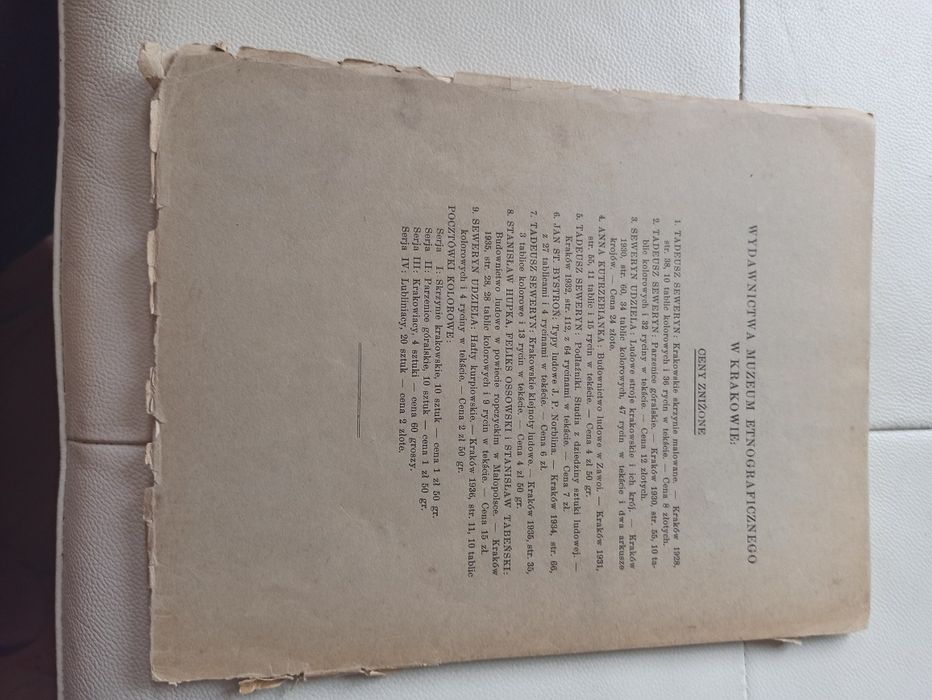 WYDAWNICTWA MUZEUM ETNOGRAFICZNEGO
W KRAKOWIE:
CENY ZNIŻONE
1. TADEUSZ SEWERYN: Krakowskie skrzynie malowane. — Kraków 1928,
str. 38, 10 tablic kolorowych i 36 rycin w tekście. — Cena 8 złotych.
2. TADEUSZ SEWERYN: Parzenice góralskie. — Kraków 1930, str. 55, 10 ta-
blic kolorowych i 32 ryciny w tekście. — Cena 12 złotych.
3. SEWERYN UDZIELA: Ludowe stroje krakowskie i ich krój. — Kraków
1930, str. 60, 34 tablic kolorowych, 47 rycin w tekście i dwa arkusze
krojów. — Cena 24 złote.
4. ANNA KUTRZEBIANKA: Budownictwo ludowe w Zawoi. — Kraków 1931,
str. 55, 11 tablic i 15 rycin w tekście. — Cena 4 zł 50 gr.
5. TADEUSZ SEWERYN: Podłaźniki. Studia z dziedziny sztuki ludowej. —
Kraków 1932, str. 112, z 64 rycinami w tekście. — Cena 7 zł.
6. JAN ST. BYSTROŃ: Typy ludowe J. P. Norblina. — Kraków 1934, str. 66,
z 27 tablicami i 4 rycinami w tekście. — Cena 6 zł.
7. TADEUSZ SEWERYN: Krakowskie klejnoty ludowe. — Kraków 1935, str. 35,
3 tablice kolorowe i 13 rycin w tekście. — Cena 4 zł 50 gr.
8. STANISŁAW HUPKA, FELIKS OSSOWSKI i STANISŁAW TABEŃSKI:
Budownictwo ludowe w powiecie ropczyckim w Małopolsce. — Kraków
1935, str. 23, 28 tablic kolorowych i 9 rycin w tekście. — Cena 15 zł.
9. SEWERYN UDZIELA: Hafty kurpiowskie. — Kraków 1936, str. 11, 10 tablic
kolorowych i 4 ryciny w tekście. — Cena 2 zł 50 gr.
POCZTÓWKI KOLOROWE:
Serja I: Skrzynie krakowskie, 10 sztuk — cena 1 zł 50 gr.
Serja II: Parzenice góralskie, 10 sztuk — cena 1 zł 50 gr.
Serja III: Krakowiacy, 4 sztuki — cena 60 groszy.
Serja IV: Lubliniacy, 20 sztuk — cena 2 złote.